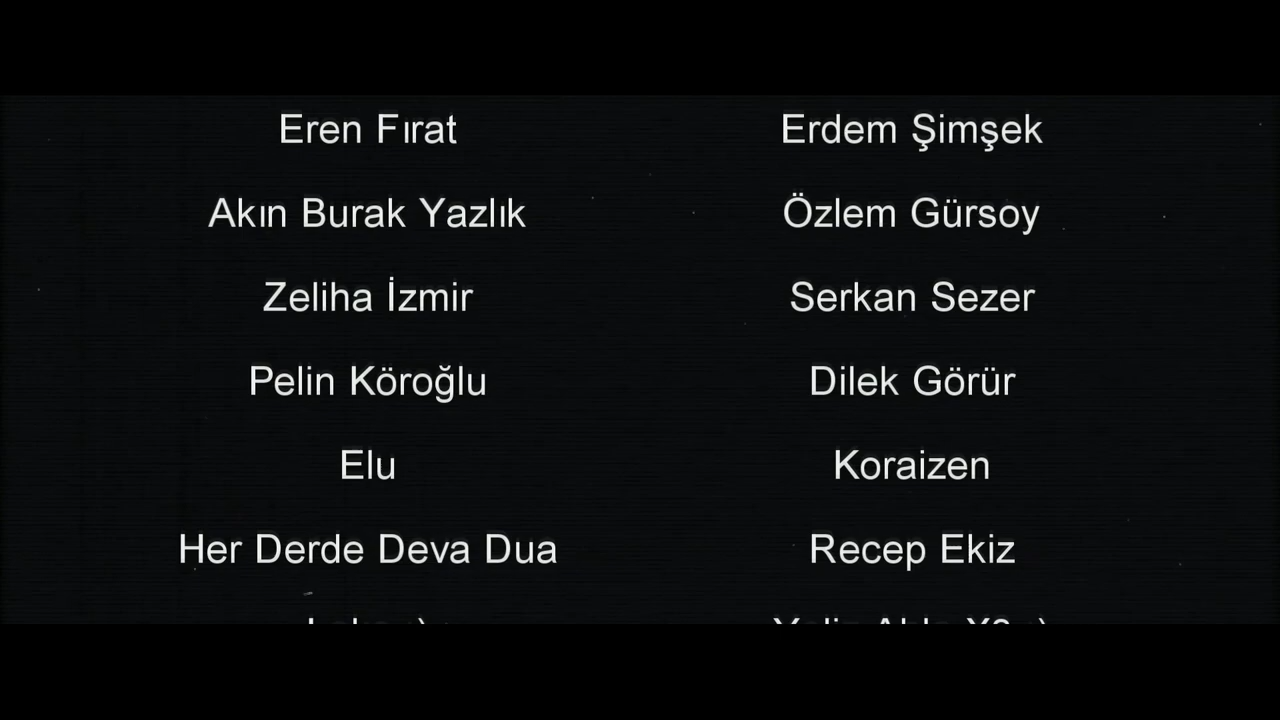 Eren Fırat
Erdem Şimşek
Akın Burak Yazlık
Özlem Gürsoy
Zeliha İzmir
Serkan Sezer
Pelin Köroğlu
Dilek Görür
Elu
Koraizen
Her Derde Deva Dua
Recep Ekiz